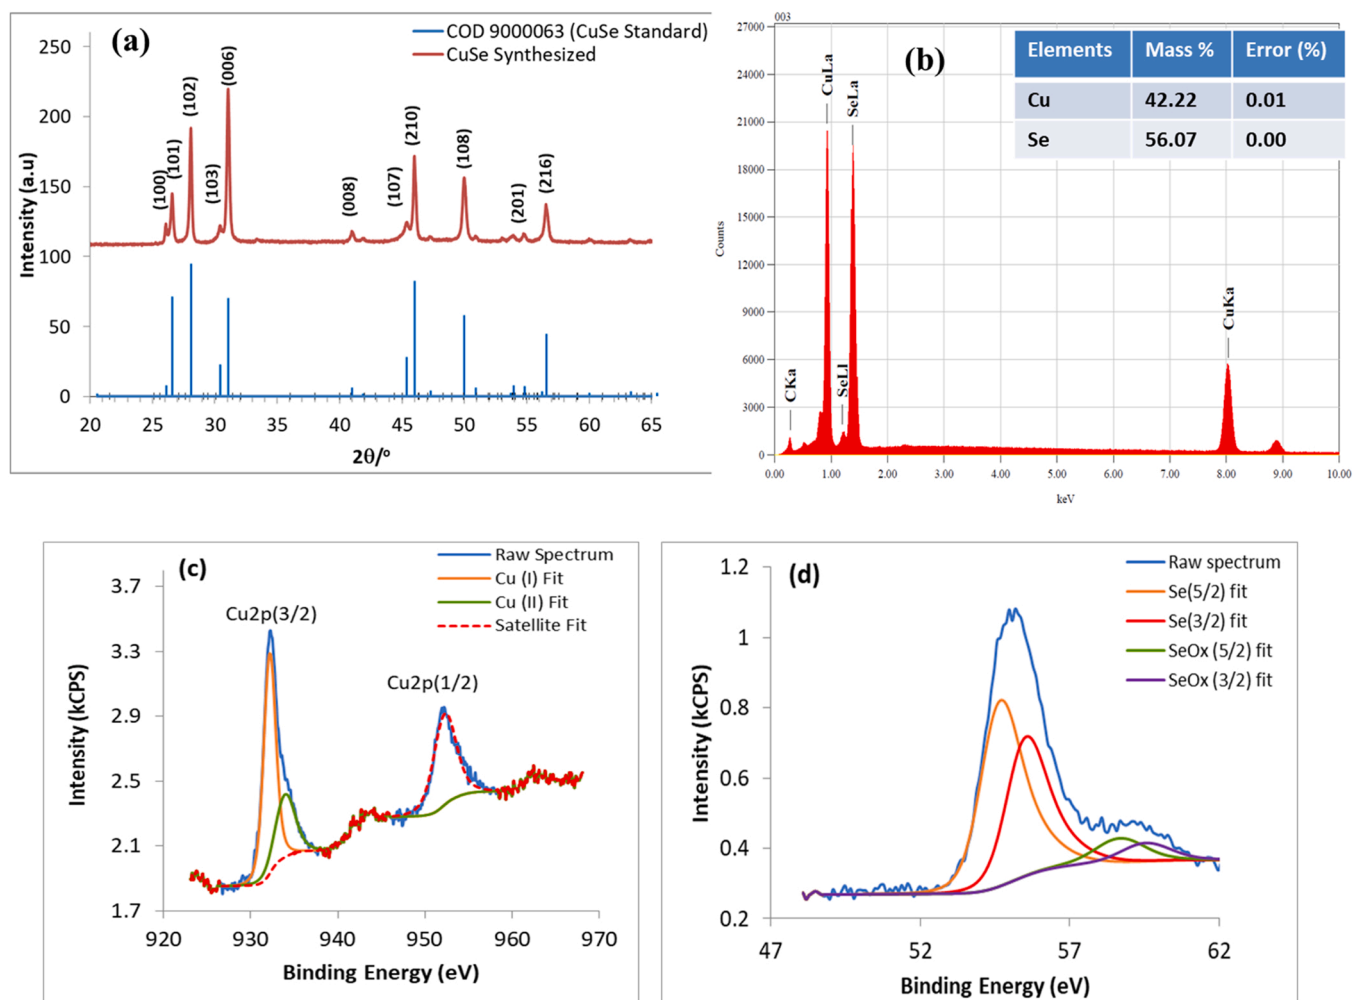 (a)
COD 9000063 (CuSe Standard)
CuSe Synthesized
Intensity (a.u)
250
200
150
100
50
0
(100)
(101)
(102)
(103)
(006)
(008)
(107)
(210)
(108)
(201)
(216)
20 25 30 35 40 45 50 55 60 65
2θ/°
003
(b)
Elements Mass % Error (%)
Cu 42.22 0.01
Se 56.07 0.00
Counts
27000
24000
21000
18000
15000
12000
9000
6000
3000
0
CKa
CuLa
SeLl
SeLa
CuKa
0.00 1.00 2.00 3.00 4.00 5.00 6.00 7.00 8.00 9.00 10.00
keV
(c)
Raw Spectrum
Cu (I) Fit
Cu (II) Fit
Satellite Fit
Cu2p(3/2)
Cu2p(1/2)
Intensity (kCPS)
3.7
3.3
2.9
2.5
2.1
1.7
920 930 940 950 960 970
Binding Energy (eV)
(d)
Raw spectrum
Se(5/2) fit
Se(3/2) fit
SeOx (5/2) fit
SeOx (3/2) fit
Intensity (kCPS)
1.2
1
0.8
0.6
0.4
0.2
47 52 57 62
Binding Energy (eV)